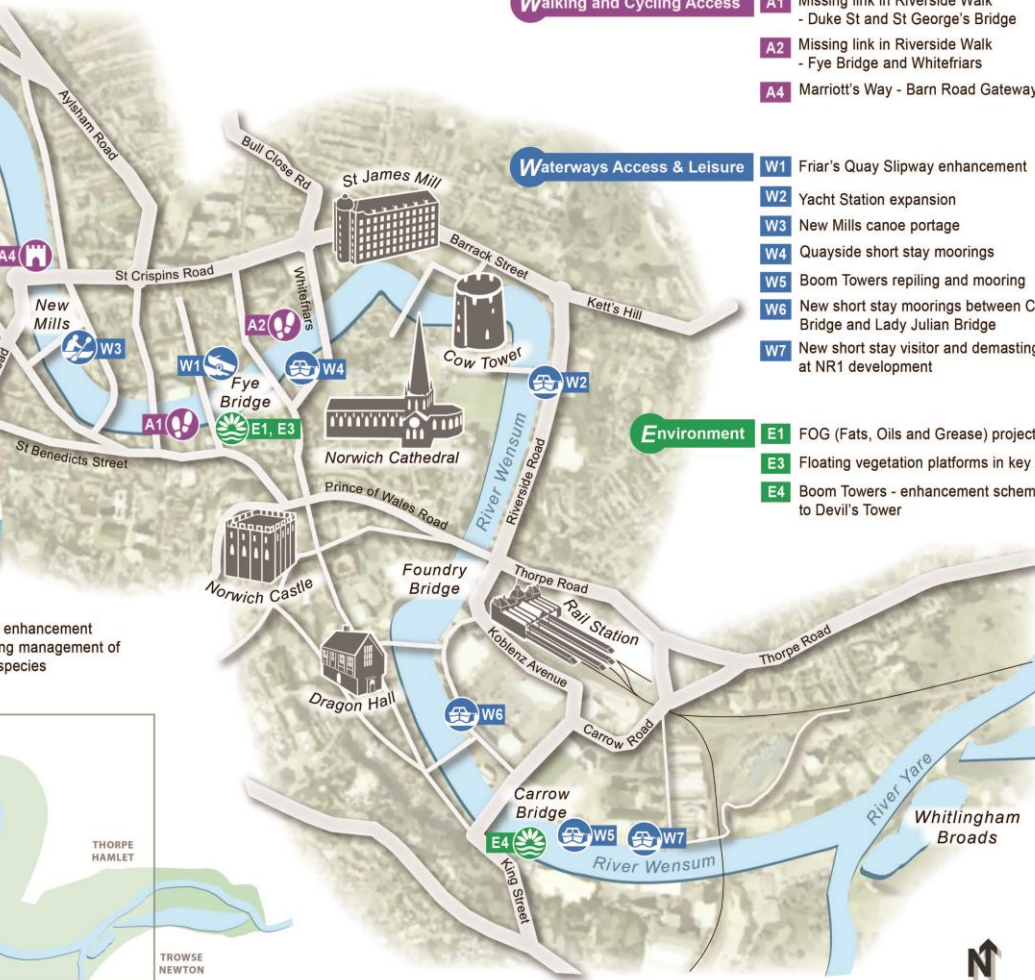 Walking and Cycling Access
A1 Missing link in Riverside Walk
- Duke St and St George's Bridge
A2 Missing link in Riverside Walk
- Fye Bridge and Whitefriars
A4 Marriott's Way - Barn Road Gateway
Waterways Access & Leisure
W1 Friar's Quay Slipway enhancement
W2 Yacht Station expansion
W3 New Mills canoe portage
W4 Quayside short stay moorings
W5 Boom Towers repiling and mooring
W6 New short stay moorings between C
Bridge and Lady Julian Bridge
W7 New short stay visitor and demasting
at NR1 development
Environment
E1 FOG (Fats, Oils and Grease) project
E3 Floating vegetation platforms in key
E4 Boom Towers - enhancement schem
to Devil's Tower
Aylsham Road
Bull Close Rd
St James Mill
Barrack Street
Kett's Hill
A4
St Crispins Road
Whitefriars
New
Mills
W3
A2
W1
W4
Fye
Bridge
Cow Tower
W2
A1
E1, E3
St Benedicts Street
Norwich Cathedral
River Wensum
Riverside Road
Prince of Wales Road
Norwich Castle
Foundry
Bridge
Thorpe Road
Rail Station
Koblenz Avenue
Thorpe Road
Dragon Hall
W6
Carrow Road
Carrow
Bridge
E4
W5
W7
River Wensum
King Street
River Yare
Whitlingham
Broads
enhancement
ng management of
species
THORPE
HAMLET
TROWSE
NEWTON
N